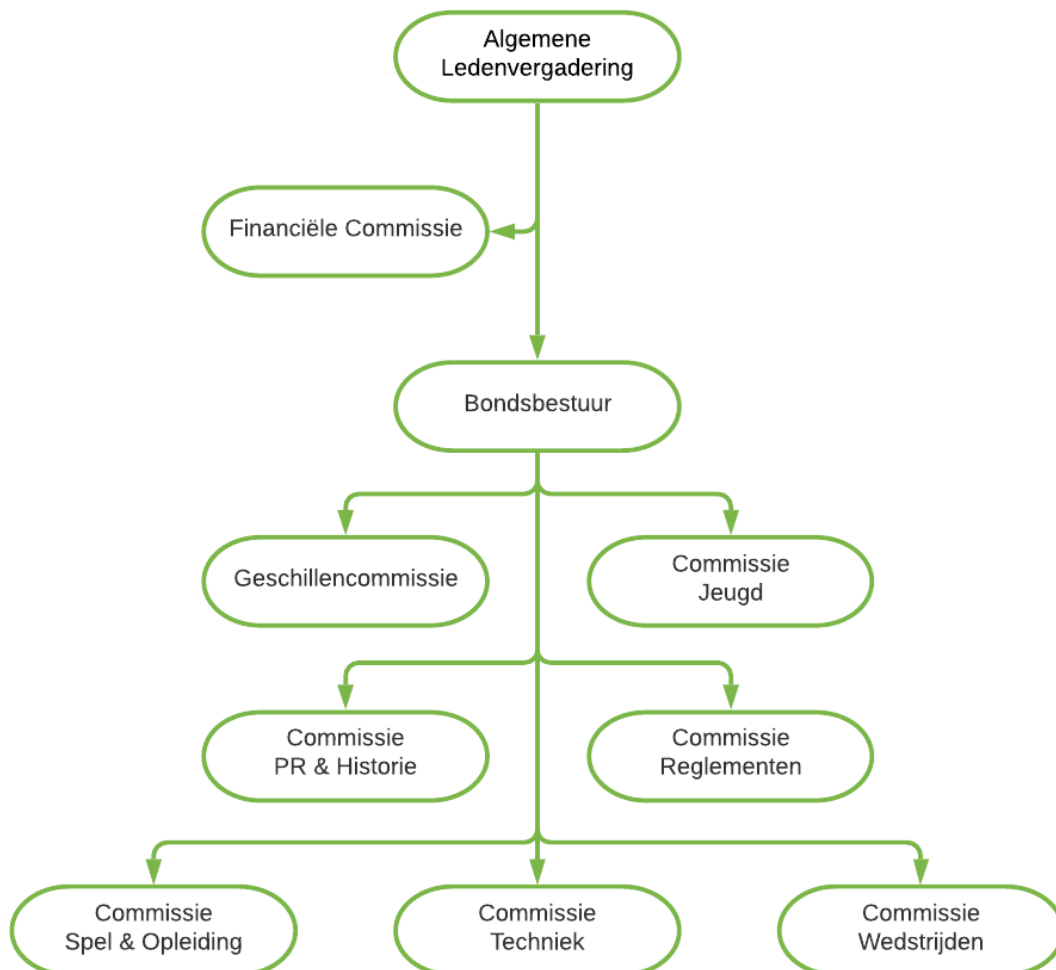 Algemene
Ledenvergadering
Financiële Commissie
Bondsbestuur
Geschillencommissie
Commissie
Jeugd
Commissie
PR & Historie
Commissie
Reglementen
Commissie
Spel & Opleiding
Commissie
Techniek
Commissie
Wedstrijden